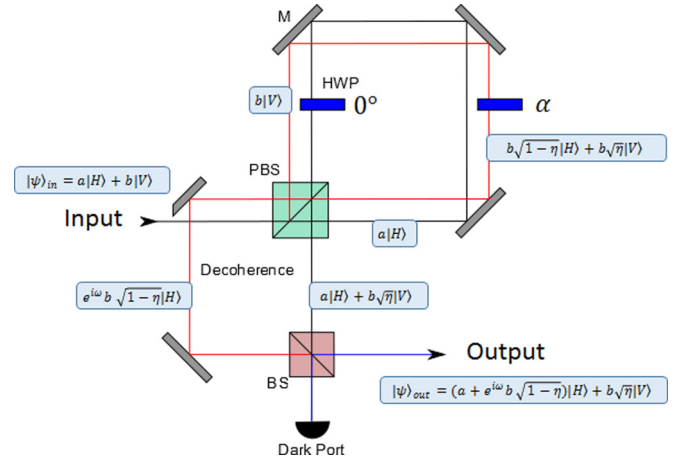 M
HWP
b|V⟩
0°
α
b√1−η|H⟩ + b√η|V⟩
PBS
|ψ⟩in = a|H⟩ + b|V⟩
Input
a|H⟩
Decoherence
e^{iω}b √1−η|H⟩
a|H⟩ + b√η|V⟩
Output
BS
|ψ⟩out = (a + e^{iω}b √1−η)|H⟩ + b√η|V⟩
Dark Port